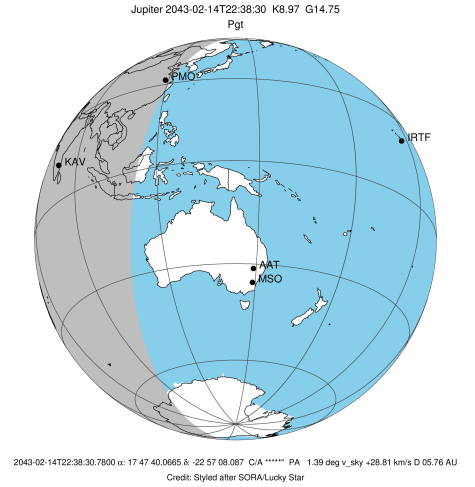 Jupiter 2043-02-14T22:38:30  K8.97  G14.75
Pgt
PMO
IRTF
KAV
AAT
MSO
2043-02-14T22:38:30.7800 α: 17 47 40.0665 δ: -22 57 08.087  C/A *****"  PA   1.39 deg v_sky +28.81 km/s D 05.76 AU
Credit: Styled after SORA/Lucky Star